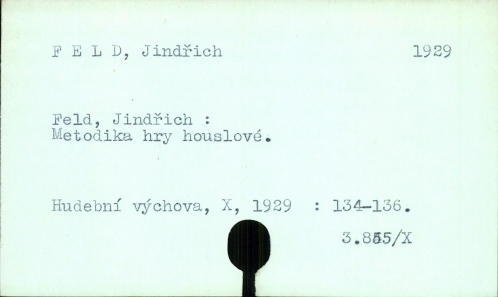 F E L D, Jindřich 1929
Feld, Jindřich :
Metodika hry houslové.
Hudební výchova, X, 1929 : 134-136.
3.855/X